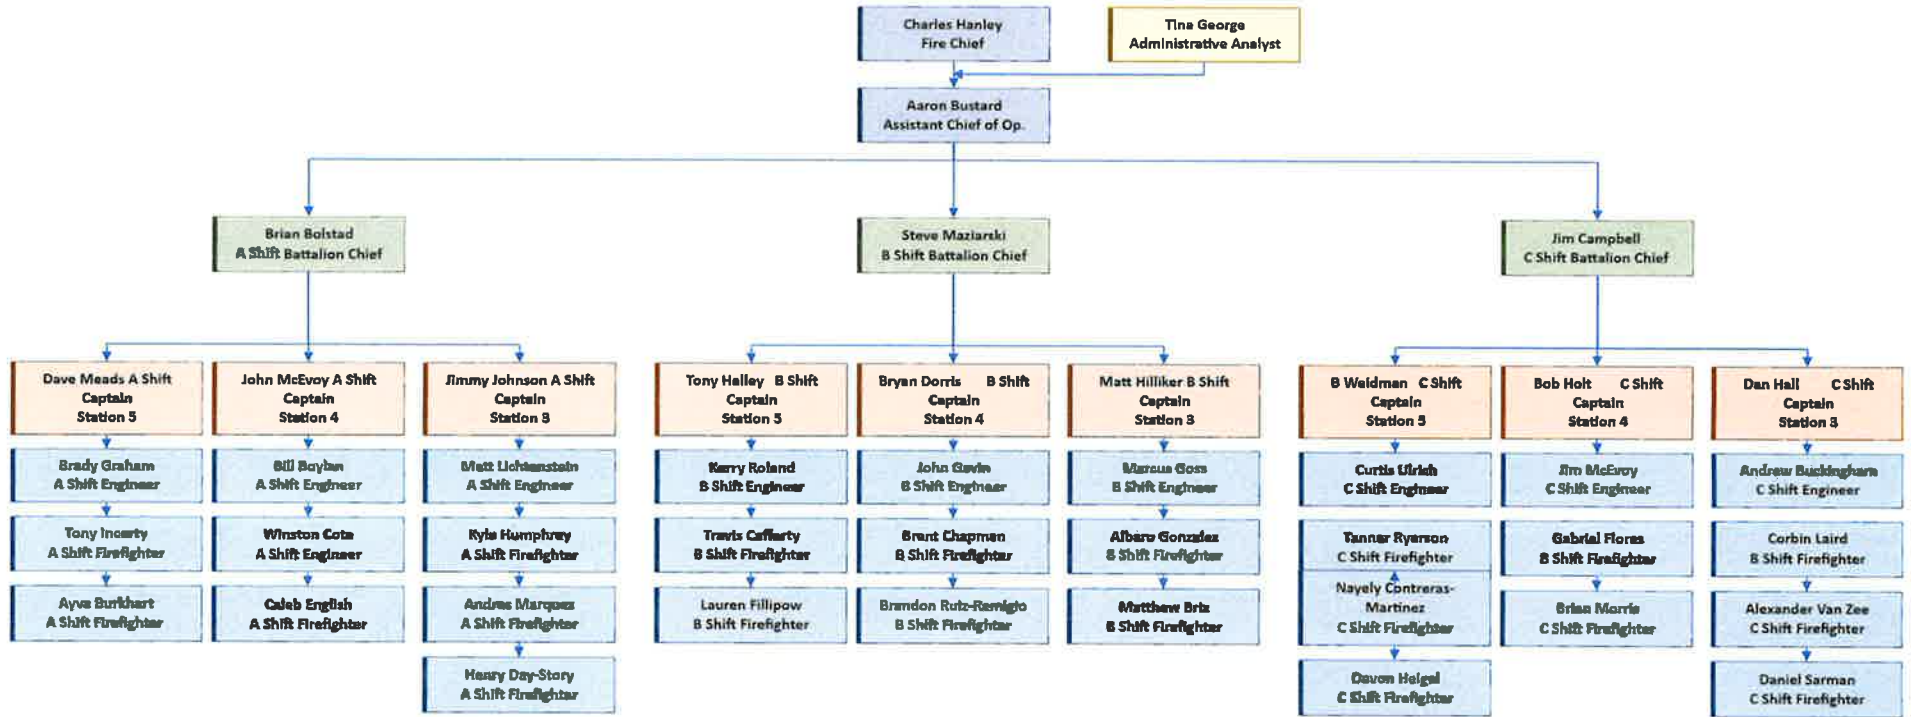 Charles Hanley
Fire Chief
Tina George
Administrative Analyst
Aaron Bustard
Assistant Chief of Op.
Brian Bolstad
A Shift Battalion Chief
Steve Maziarski
B Shift Battalion Chief
Jim Campbell
C Shift Battalion Chief
Dave Meads A Shift
Captain
Station 5
Brady Graham
A Shift Engineer
Tony Incerty
A Shift Firefighter
Ayva Burkhart
A Shift Firefighter
John McEvoy A Shift
Captain
Station 4
Bill Boylan
A Shift Engineer
Winston Cote
A Shift Engineer
Caleb English
A Shift Firefighter
Jimmy Johnson A Shift
Captain
Station 3
Matt Lichtenstein
A Shift Engineer
Kyle Humphrey
A Shift Firefighter
Andres Marquez
A Shift Firefighter
Henry Day-Story
A Shift Firefighter
Tony Hailey B Shift
Captain
Station 5
Kerry Roland
B Shift Engineer
Travis Cafferty
B Shift Firefighter
Lauren Fillipow
B Shift Firefighter
Bryan Dorris B Shift
Captain
Station 4
John Gavin
B Shift Engineer
Brent Chapman
B Shift Firefighter
Brandon Ruiz-Remigio
B Shift Firefighter
Matt Hilliker B Shift
Captain
Station 3
Marcus Goss
B Shift Engineer
Albaro Gonzalez
B Shift Firefighter
Matthew Briz
B Shift Firefighter
B Weidman C Shift
Captain
Station 5
Curtis Ulrich
C Shift Engineer
Tanner Ryerson
C Shift Firefighter
Nayely Contreras-
Martinez
C Shift Firefighter
Davon Heigel
C Shift Firefighter
Bob Holt C Shift
Captain
Station 4
Jim McEvoy
C Shift Engineer
Gabriel Flores
B Shift Firefighter
Brian Morris
C Shift Firefighter
Dan Hall C Shift
Captain
Station 3
Andrew Buckingham
C Shift Engineer
Corbin Laird
B Shift Firefighter
Alexander Van Zee
C Shift Firefighter
Daniel Sarman
C Shift Firefighter